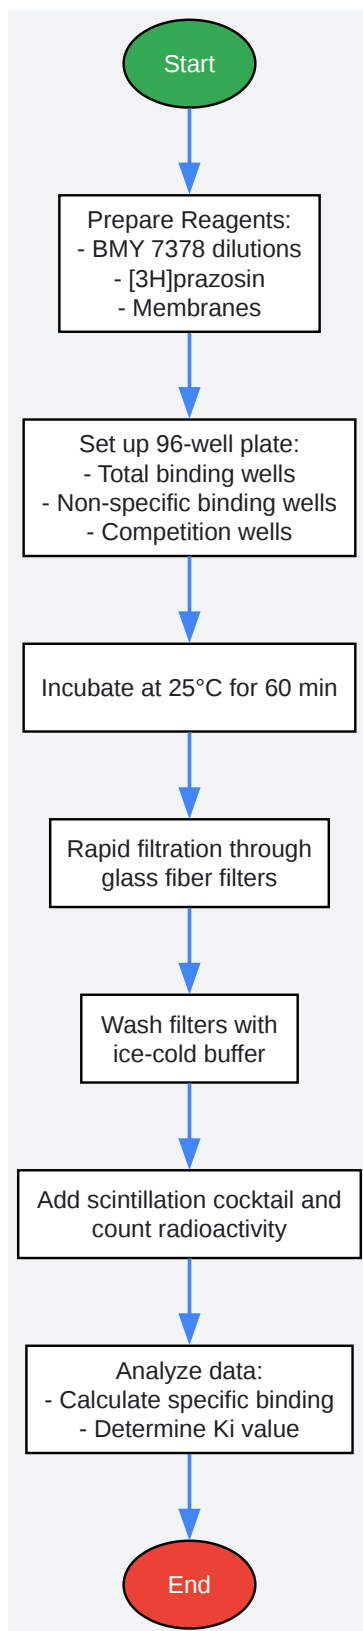 Start
Prepare Reagents:
- BMY 7378 dilutions
- [3H]prazosin
- Membranes
Set up 96-well plate:
- Total binding wells
- Non-specific binding wells
- Competition wells
Incubate at 25°C for 60 min
Rapid filtration through
glass fiber filters
Wash filters with
ice-cold buffer
Add scintillation cocktail and
count radioactivity
Analyze data:
- Calculate specific binding
- Determine Ki value
End